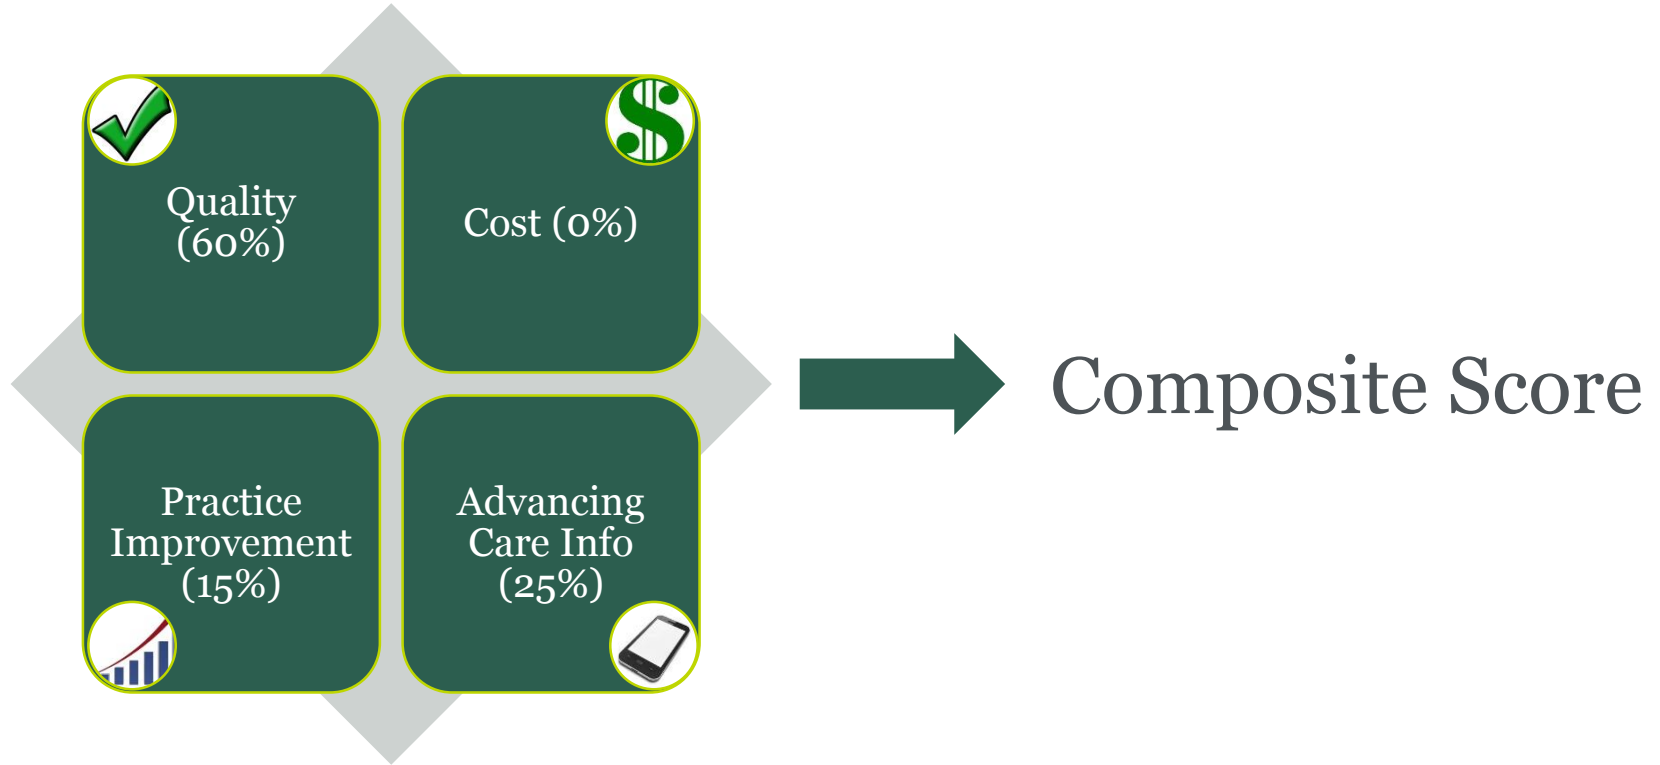 Quality
(60%)
Cost (0%)
Practice
Improvement
(15%)
Advancing
Care Info
(25%)
Composite Score